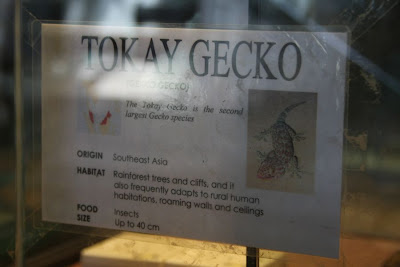 TOKAY GECKO
(GEKKO GECKO)
The Tokay Gecko is the second
largest Gecko species
ORIGIN Southeast Asia
HABITAT Rainforest trees and cliffs, and it
also frequently adapts to rural human
habitations, roaming walls and ceilings
FOOD Insects
SIZE Up to 40 cm